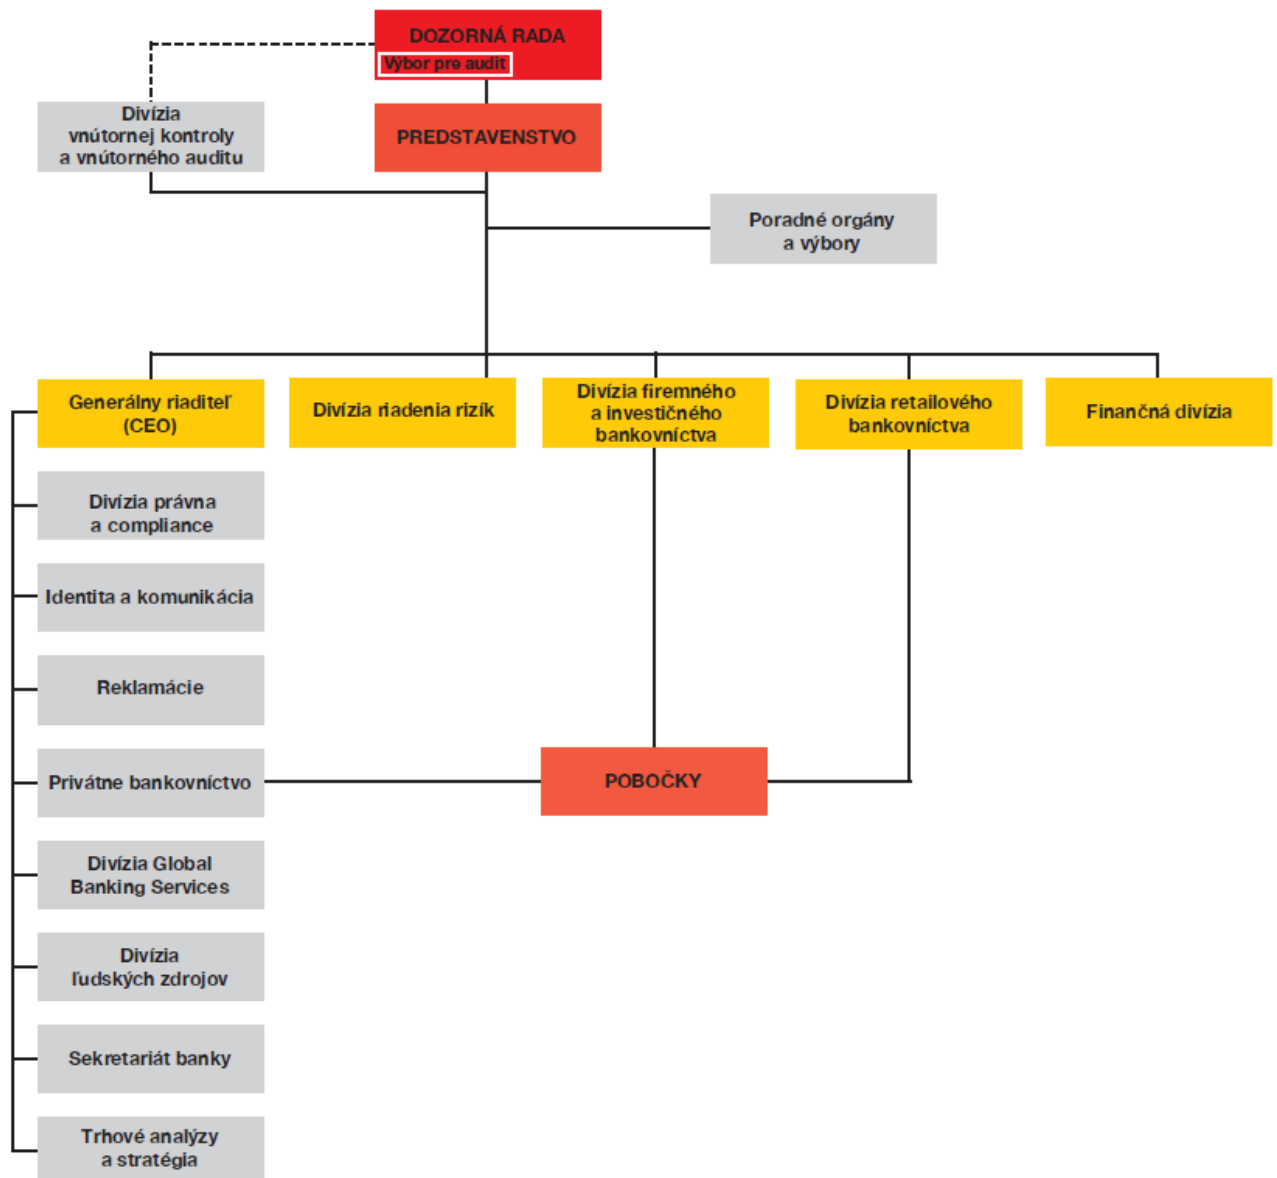 DOZORNÁ RADA
Výbor pre audit
Divízia
vnútornej kontroly
a vnútorného auditu
PREDSTAVENSTVO
Poradné orgány
a výbory
Generálny riaditeľ
(CEO)
Divízia riadenia rizík
Divízia firemného
a investičného
bankovníctva
Divízia retailového
bankovníctva
Finančná divízia
Divízia právna
a compliance
Identita a komunikácia
Reklamácie
Privátne bankovníctvo
POBOČKY
Divízia Global
Banking Services
Divízia
ľudských zdrojov
Sekretariát banky
Trhové analýzy
a stratégia